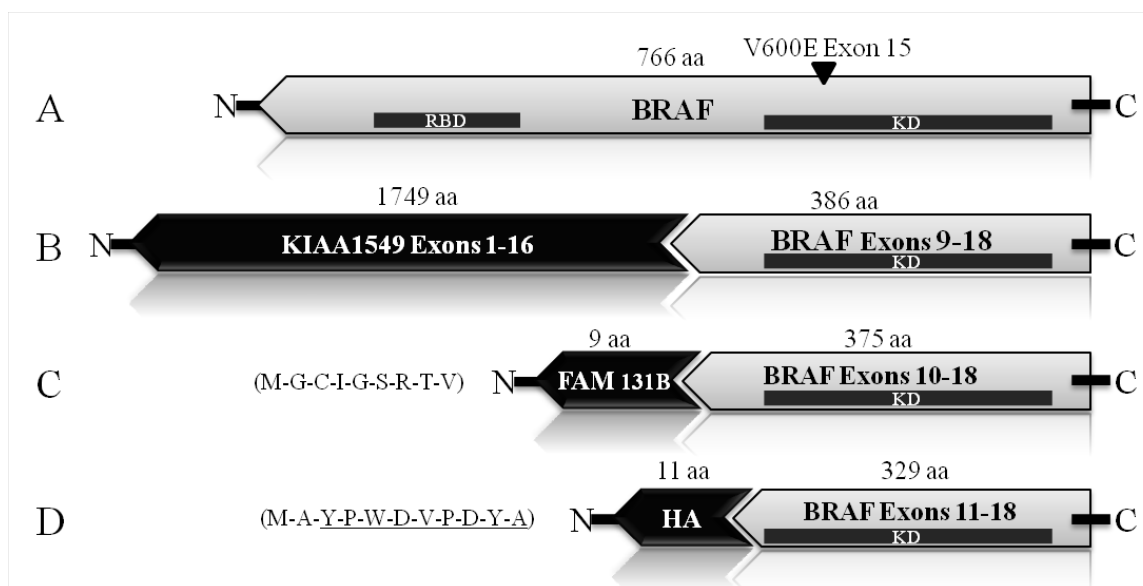 V600E Exon 15
766 aa
A N BRAF C
RBD KD
1749 aa 386 aa
B N KIAA1549 Exons 1-16 BRAF Exons 9-18 C
KD
9 aa 375 aa
C (M-G-C-I-G-S-R-T-V) N FAM 131B BRAF Exons 10-18 C
KD
11 aa 329 aa
D (M-A-Y-P-W-D-V-P-D-Y-A) N HA BRAF Exons 11-18 C
KD